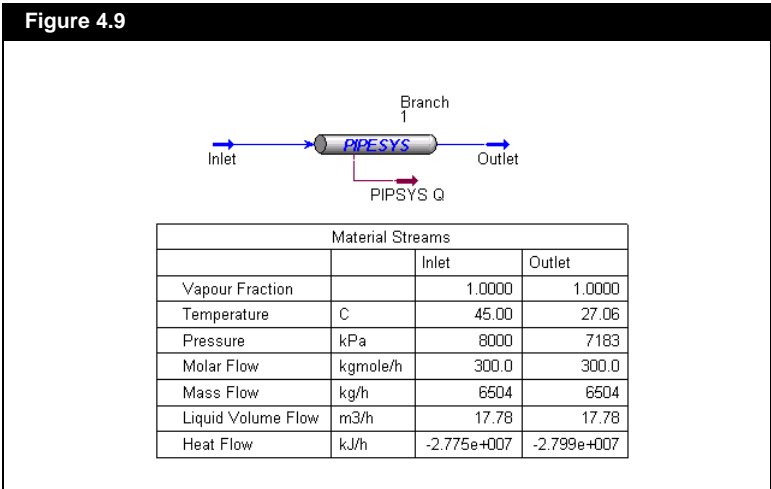 Figure 4.9
Branch
1
PIPESYS
Inlet
Outlet
PIPSYS Q
Material Streams
Inlet Outlet
Vapour Fraction 1.0000 1.0000
Temperature C 45.00 27.06
Pressure kPa 8000 7183
Molar Flow kgmole/h 300.0 300.0
Mass Flow kg/h 6504 6504
Liquid Volume Flow m3/h 17.78 17.78
Heat Flow kJ/h -2.775e+007 -2.799e+007